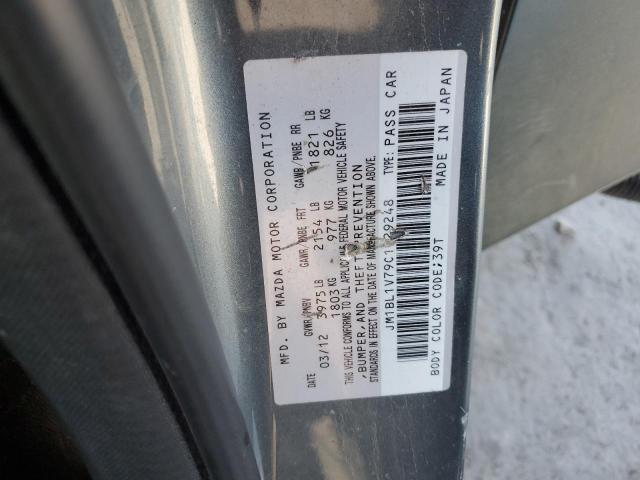 MFD. BY MAZDA MOTOR CORPORATION
DATE GVWR/PNBV GAWR/PNBE FRT GAWR/PNBE RR
03/12 3975 LB 2154 LB 1821 LB
1803 KG 977 KG 826 KG
THIS VEHICLE CONFORMS TO ALL APPLICABLE FEDERAL MOTOR VEHICLE SAFETY
,BUMPER,AND THEFT PREVENTION
STANDARDS IN EFFECT ON THE DATE OF MANUFACTURE SHOWN ABOVE.
JM1BL1V79C1 29248 TYPE: PASS CAR
BODY COLOR CODE;39T MADE IN JAPAN